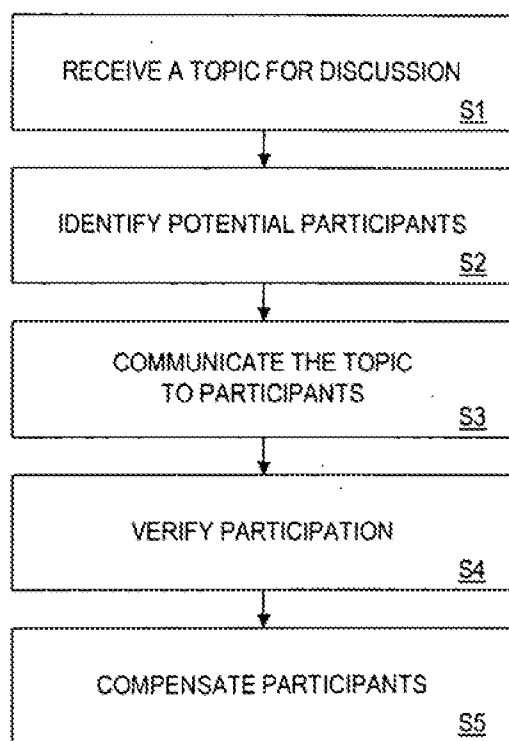 RECEIVE A TOPIC FOR DISCUSSION
S1
IDENTIFY POTENTIAL PARTICIPANTS
S2
COMMUNICATE THE TOPIC
TO PARTICIPANTS
S3
VERIFY PARTICIPATION
S4
COMPENSATE PARTICIPANTS
S5